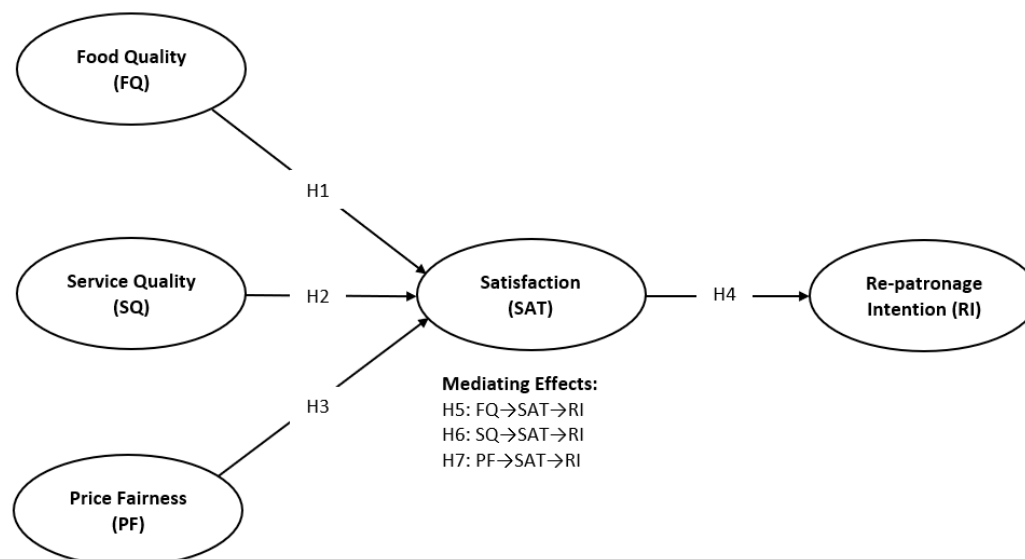 Food Quality
(FQ)
H1
Service Quality
(SQ)
H2
Satisfaction
(SAT)
H4
Re-patronage
Intention (RI)
H3
Mediating Effects:
H5: FQ→SAT→RI
H6: SQ→SAT→RI
H7: PF→SAT→RI
Price Fairness
(PF)